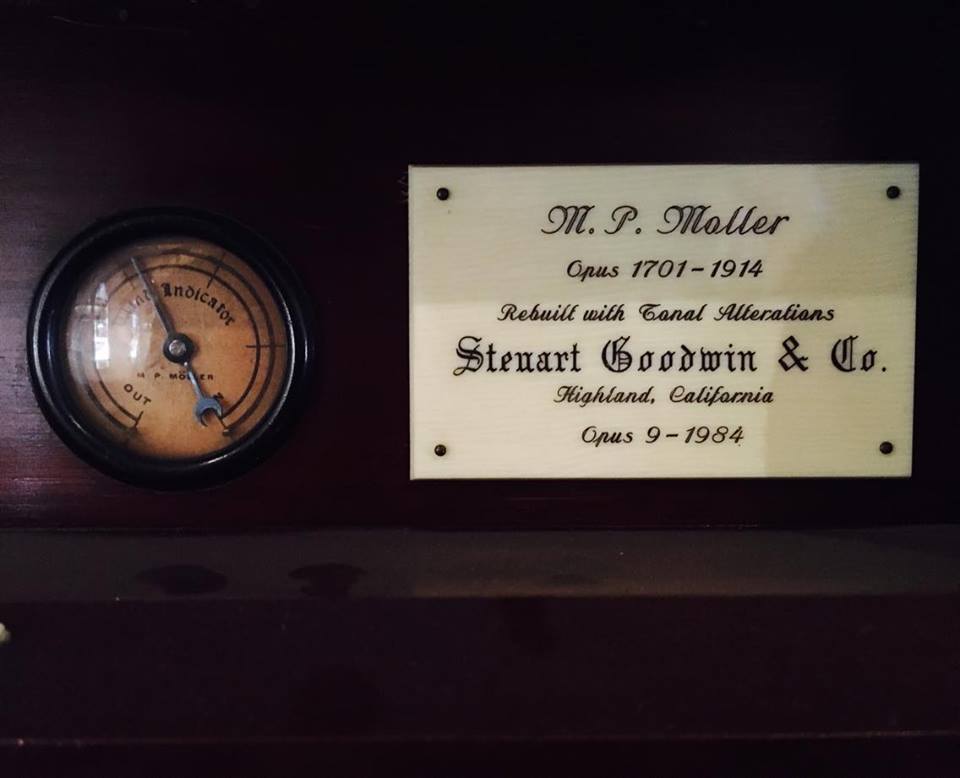 Indicator
M. P. MOLLER
OUT
M. P. Moller
Opus 1701-1914
Rebuilt with Tonal Alterations
Steuart Goodwin & Co.
Highland, California
Opus 9-1984